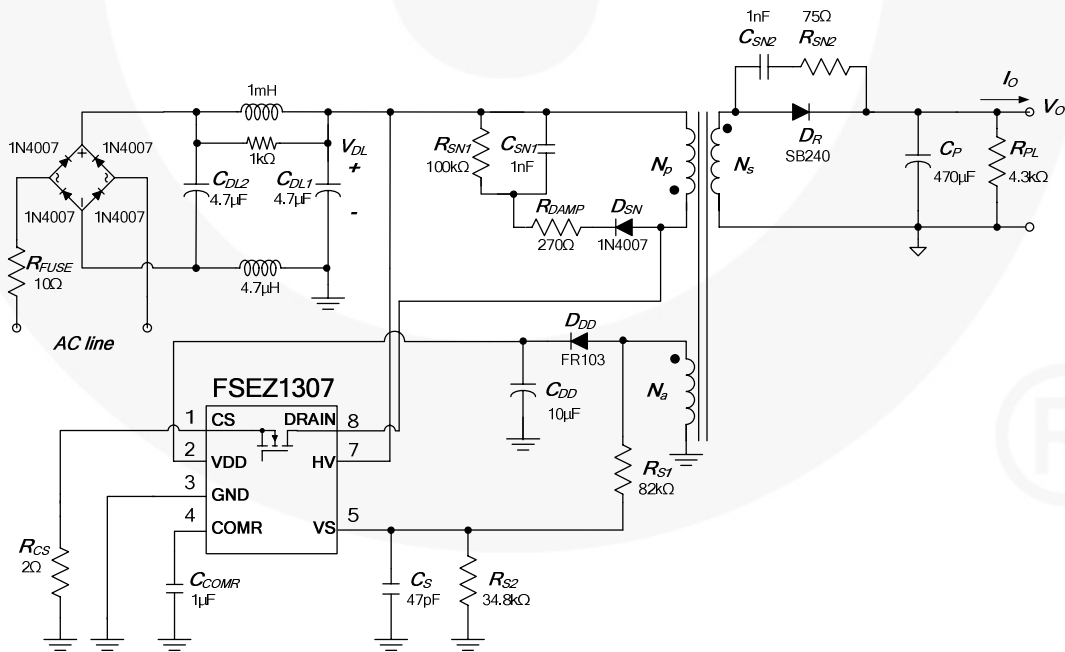 1nF
75Ω
CSN2
RSN2
IO
VO
1mH
1N4007
1N4007
1kΩ
VDL
+
-
RSN1
100kΩ
CSN1
1nF
Np
Ns
DR
SB240
CP
470µF
RPL
4.3kΩ
+
-
1N4007
1N4007
CDL2
4.7µF
CDL1
4.7µF
RDAMP
270Ω
DSN
1N4007
RFUSE
10Ω
4.7µH
AC line
DDD
FR103
Na
CDD
10µF
FSEZ1307
1
CS
DRAIN
8
2
VDD
HV
7
3
GND
4
COMR
VS
5
RS1
82kΩ
RCS
2Ω
CCOMR
1µF
CS
47pF
RS2
34.8kΩ
R